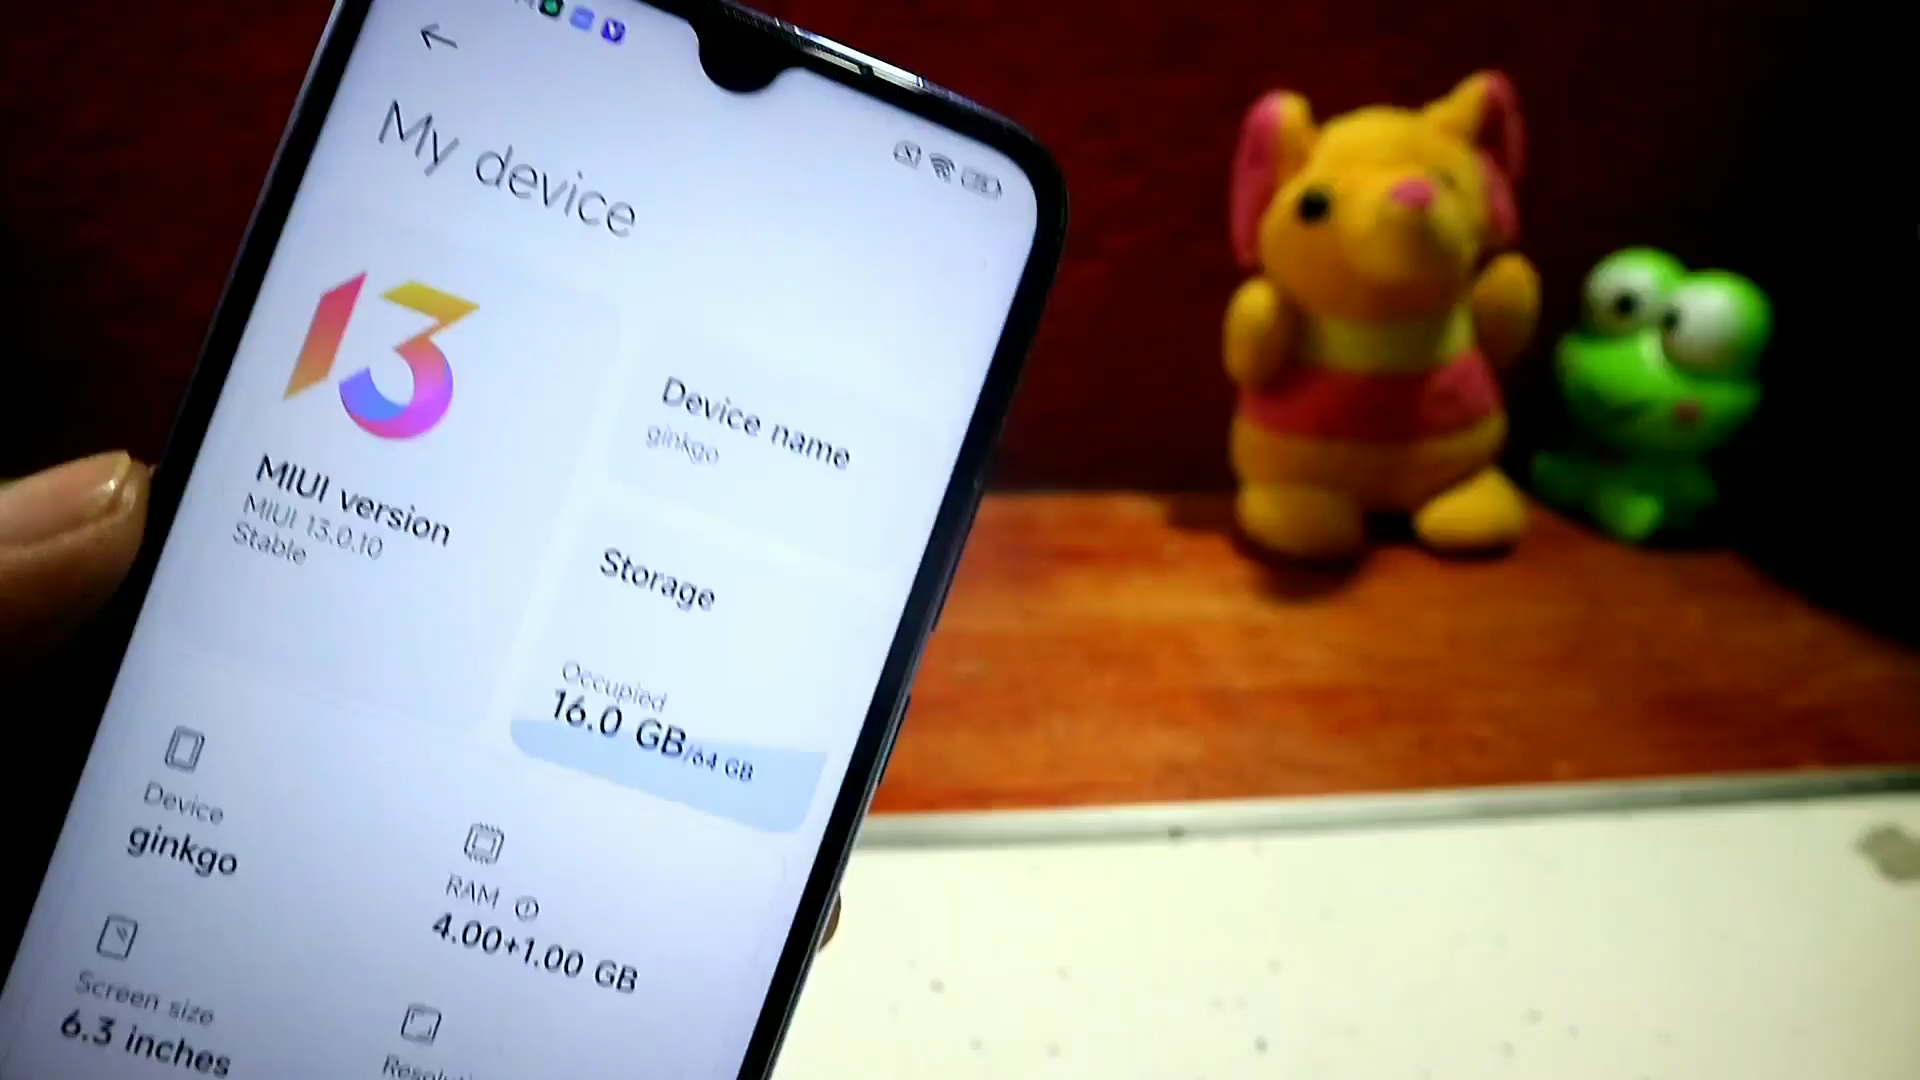 My device
13
MIUI version
MIUI 13.0.10
Stable
Device name
ginkgo
Storage
Occupied
16.0 GB/64 GB
Device
ginkgo
RAM
4.00+1.00 GB
Screen size
6.3 inches